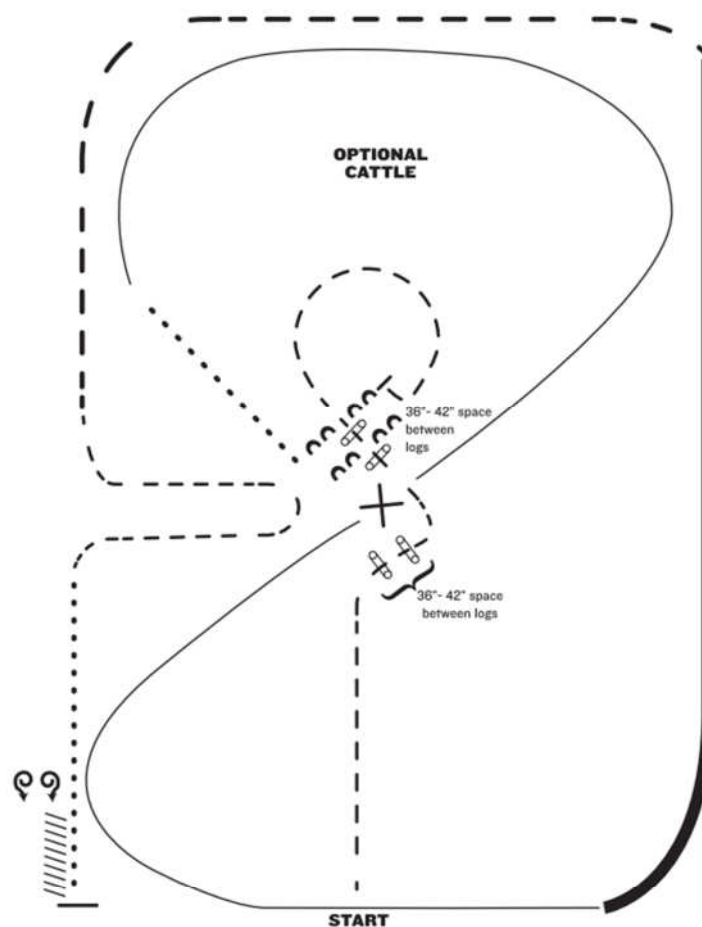 OPTIONAL
CATTLE
36"- 42" space
between
logs
36"- 42" space
between logs
START